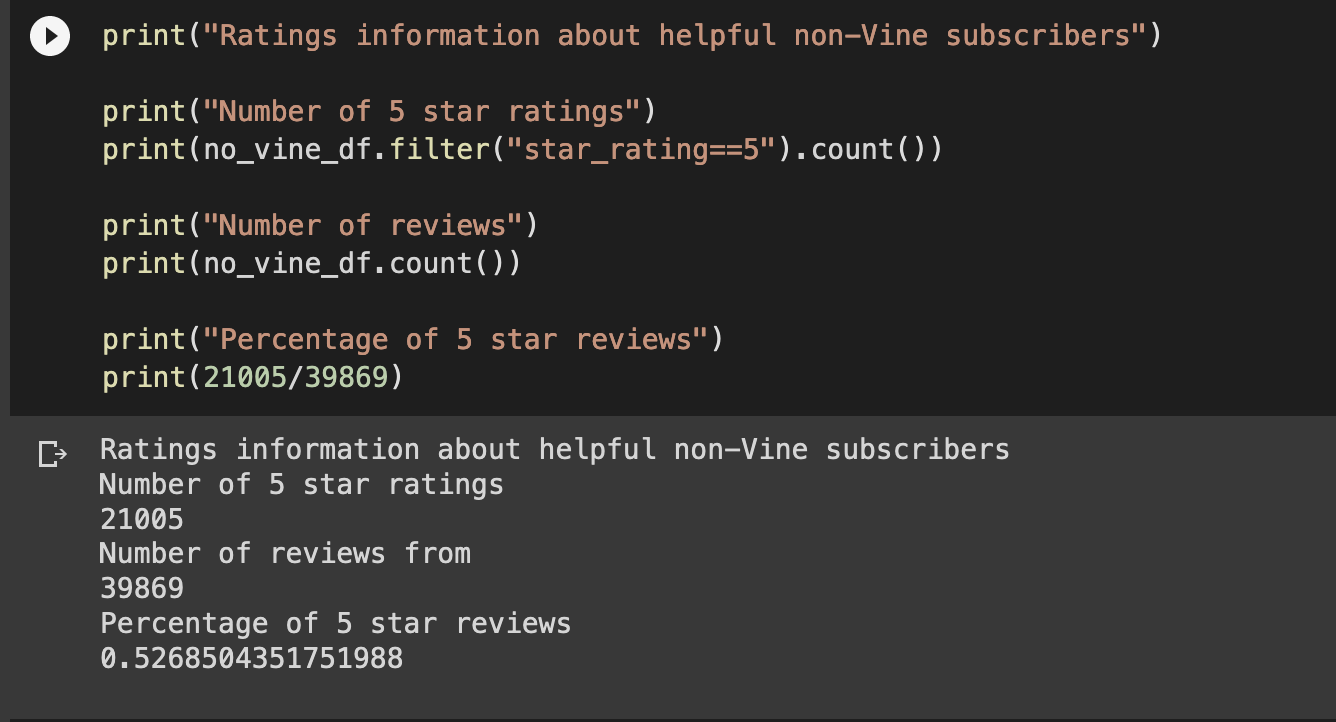 print("Ratings information about helpful non-Vine subscribers")
print("Number of 5 star ratings")
print(no_vine_df.filter("star_rating==5").count())
print("Number of reviews")
print(no_vine_df.count())
print("Percentage of 5 star reviews")
print(21005/39869)
Ratings information about helpful non-Vine subscribers
Number of 5 star ratings
21005
Number of reviews from
39869
Percentage of 5 star reviews
0.5268504351751988